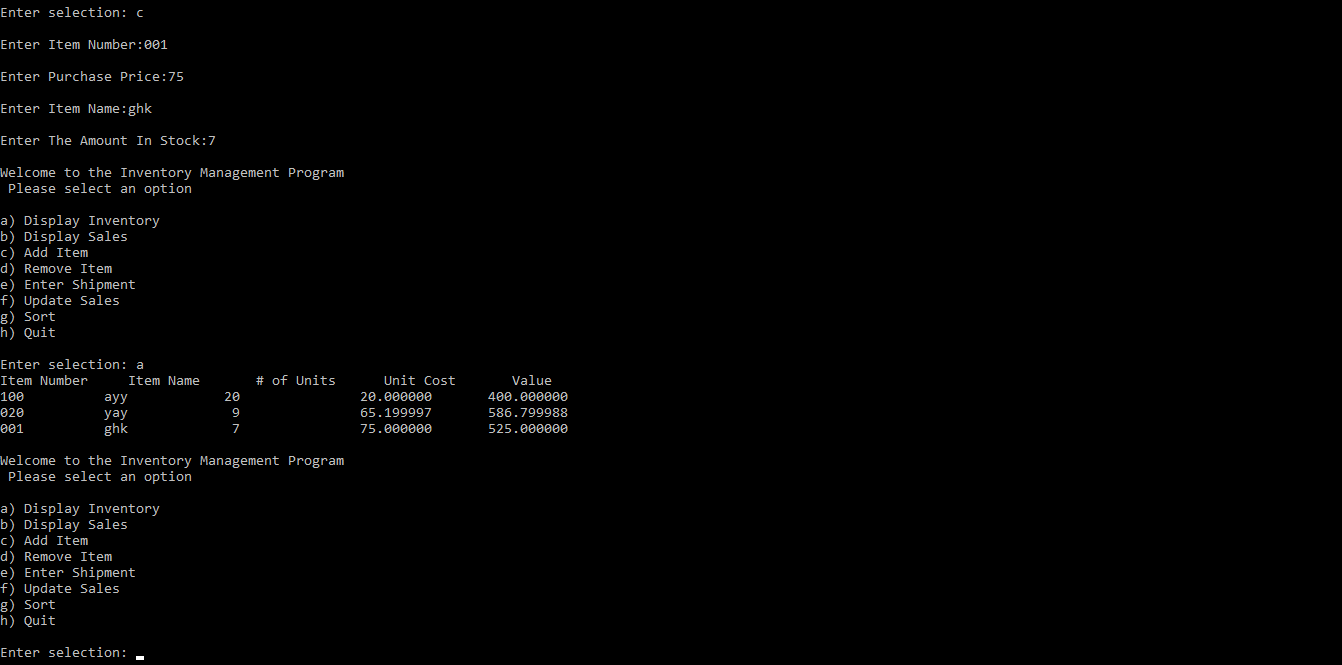 Enter selection: c
Enter Item Number:001
Enter Purchase Price:75
Enter Item Name:ghk
Enter The Amount In Stock:7
Welcome to the Inventory Management Program
 Please select an option
a) Display Inventory
b) Display Sales
c) Add Item
d) Remove Item
e) Enter Shipment
f) Update Sales
g) Sort
h) Quit
Enter selection: a
Item Number     Item Name       # of Units      Unit Cost    Value
100          ayy            20               20.000000       400.000000
020          yay             9               65.199997       586.799988
001          ghk             7               75.000000       525.000000
Welcome to the Inventory Management Program
 Please select an option
a) Display Inventory
b) Display Sales
c) Add Item
d) Remove Item
e) Enter Shipment
f) Update Sales
g) Sort
h) Quit
Enter selection: